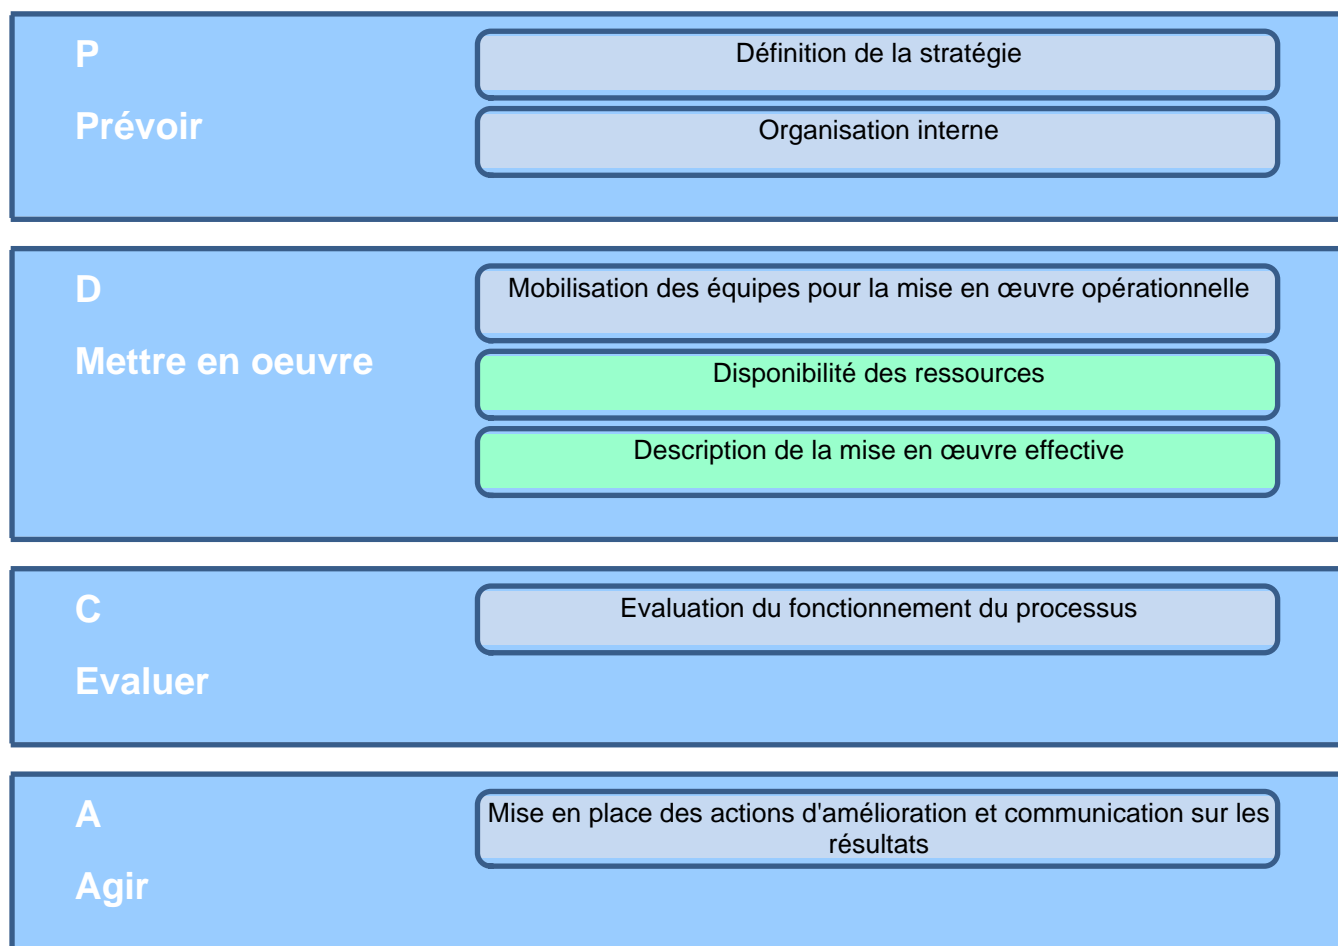 P
Prévoir
Définition de la stratégie
Organisation interne
D
Mettre en oeuvre
Mobilisation des équipes pour la mise en œuvre opérationnelle
Disponibilité des ressources
Description de la mise en œuvre effective
C
Evaluer
Evaluation du fonctionnement du processus
A
Agir
Mise en place des actions d'amélioration et communication sur les
résultats